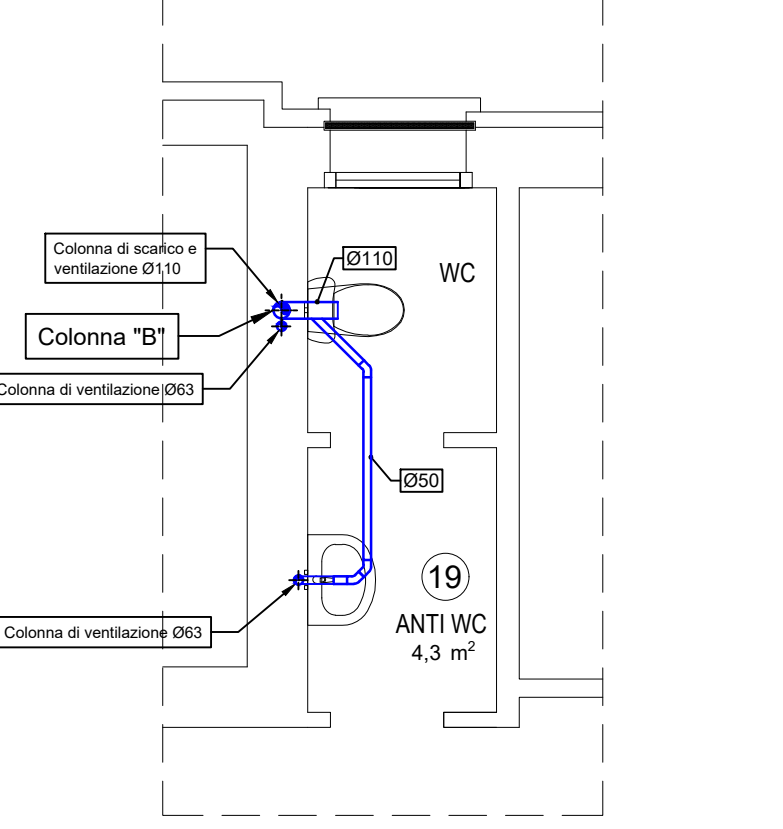 Colonna di scarico e
ventilazione Ø110
Ø110
WC
Colonna "B"
Colonna di ventilazione Ø63
Ø50
19
ANTI WC
4,3 m²
Colonna di ventilazione Ø63